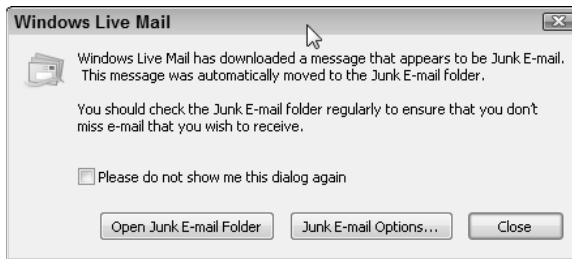 Windows Live Mail
Windows Live Mail has downloaded a message that appears to be Junk E-mail.
This message was automatically moved to the Junk E-mail folder.
You should check the Junk E-mail folder regularly to ensure that you don't
miss e-mail that you wish to receive.
Please do not show me this dialog again
Open Junk E-mail Folder
Junk E-mail Options...
Close